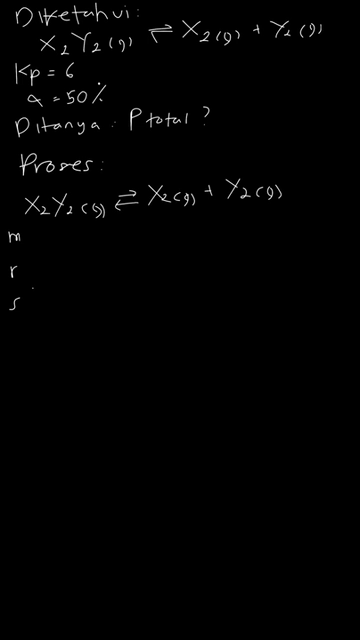 Diketahui:
X2Y2(g) ⇌ X2(g) + Y2(g)
Kp = 6
α = 50%
Ditanya: Ptotal?
Proses:
X2Y2(g) ⇄ X2(g) + Y2(g)
m
r
s